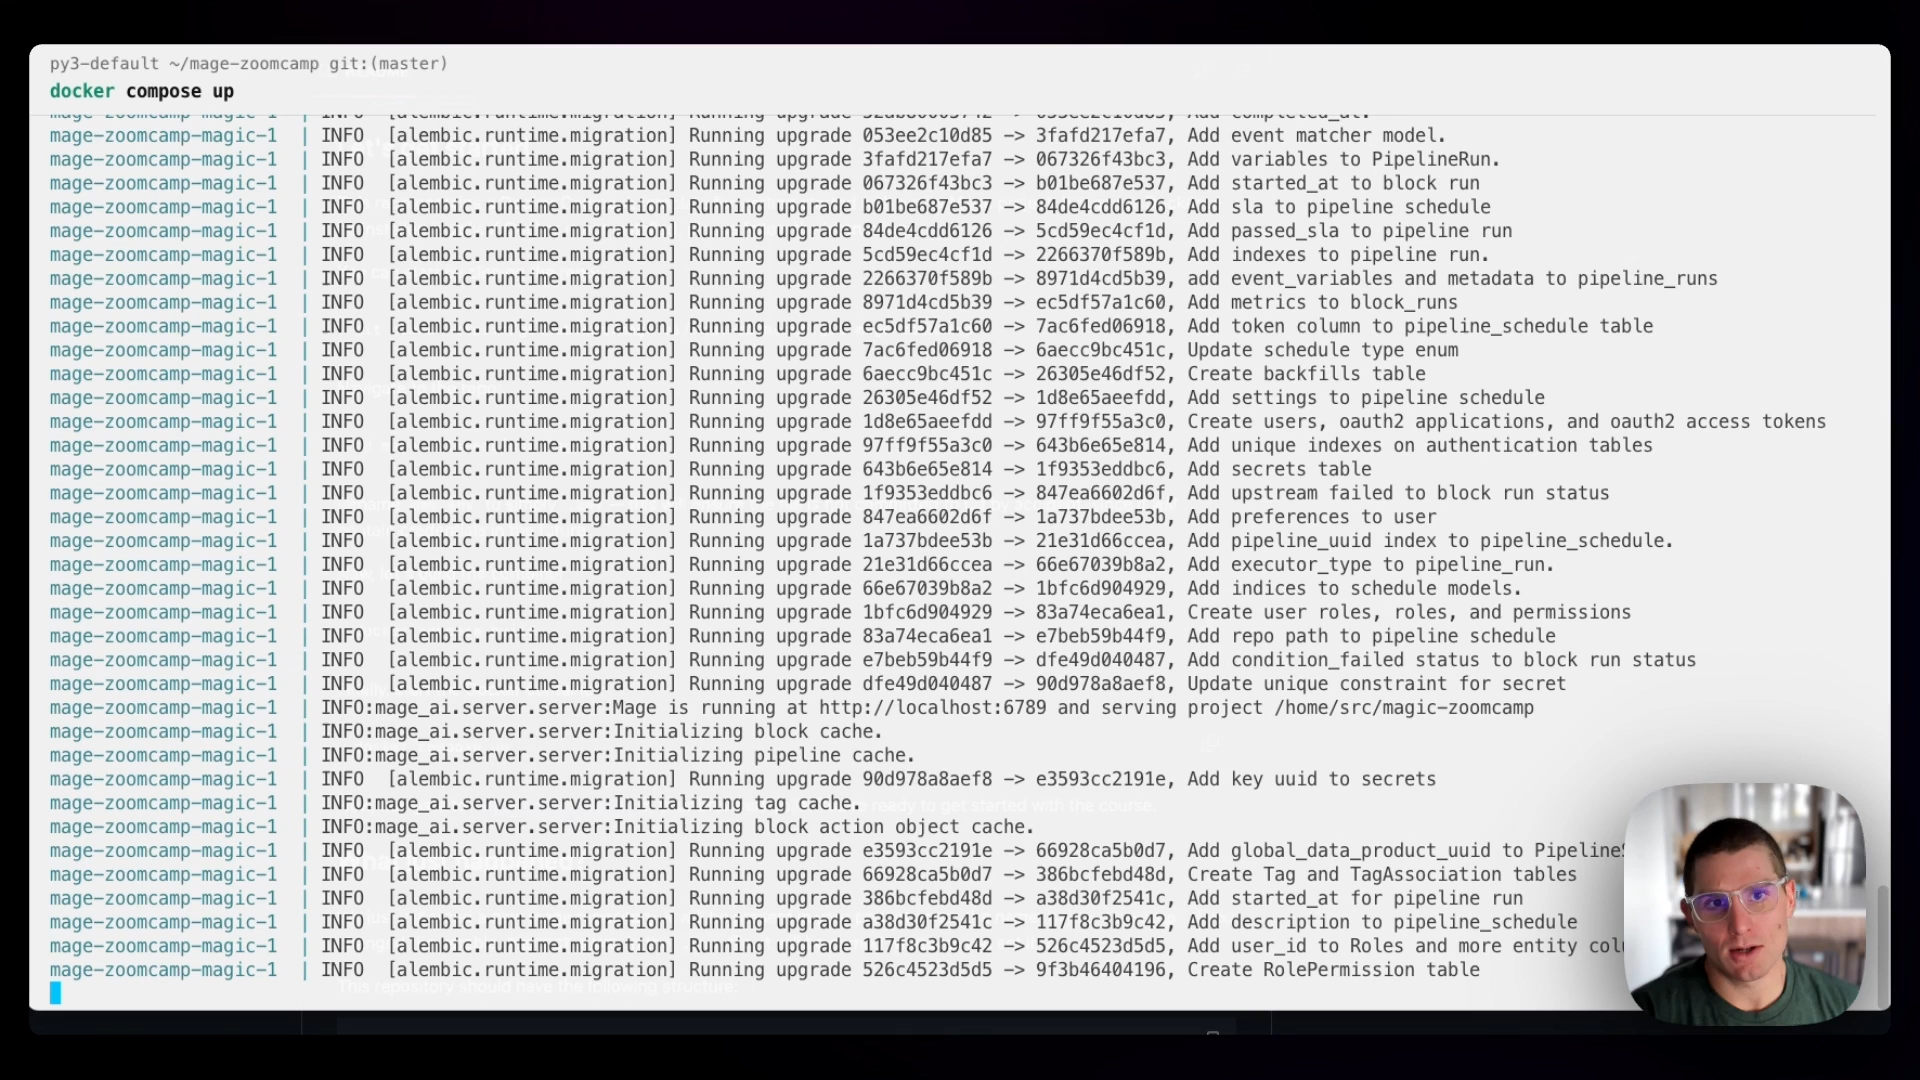 py3-default ~/mage-zoomcamp git:(master)
docker compose up
mage-zoomcamp-magic-1 | INFO [alembic.runtime.migration] Running upgrade 053ee2c10d85 -> 3fafd217efa7, Add event matcher model.
mage-zoomcamp-magic-1 | INFO [alembic.runtime.migration] Running upgrade 3fafd217efa7 -> 067326f43bc3, Add variables to PipelineRun.
mage-zoomcamp-magic-1 | INFO [alembic.runtime.migration] Running upgrade 067326f43bc3 -> b01be687e537, Add started_at to block run
mage-zoomcamp-magic-1 | INFO [alembic.runtime.migration] Running upgrade b01be687e537 -> 84de4cdd6126, Add sla to pipeline schedule
mage-zoomcamp-magic-1 | INFO [alembic.runtime.migration] Running upgrade 84de4cdd6126 -> 5cd59ec4cf1d, Add passed_sla to pipeline run
mage-zoomcamp-magic-1 | INFO [alembic.runtime.migration] Running upgrade 5cd59ec4cf1d -> 2266370f589b, Add indexes to pipeline run.
mage-zoomcamp-magic-1 | INFO [alembic.runtime.migration] Running upgrade 2266370f589b -> 8971d4cd5b39, add event_variables and metadata to pipeline_runs
mage-zoomcamp-magic-1 | INFO [alembic.runtime.migration] Running upgrade 8971d4cd5b39 -> ec5df57a1c60, Add metrics to block_runs
mage-zoomcamp-magic-1 | INFO [alembic.runtime.migration] Running upgrade ec5df57a1c60 -> 7ac6fed06918, Add token column to pipeline_schedule table
mage-zoomcamp-magic-1 | INFO [alembic.runtime.migration] Running upgrade 7ac6fed06918 -> 6aecc9bc451c, Update schedule type enum
mage-zoomcamp-magic-1 | INFO [alembic.runtime.migration] Running upgrade 6aecc9bc451c -> 26305e46df52, Create backfills table
mage-zoomcamp-magic-1 | INFO [alembic.runtime.migration] Running upgrade 26305e46df52 -> 1d8e65aeefdd, Add settings to pipeline schedule
mage-zoomcamp-magic-1 | INFO [alembic.runtime.migration] Running upgrade 1d8e65aeefdd -> 97ff9f55a3c0, Create users, oauth2 applications, and oauth2 access tokens
mage-zoomcamp-magic-1 | INFO [alembic.runtime.migration] Running upgrade 97ff9f55a3c0 -> 643b6e65e814, Add unique indexes on authentication tables
mage-zoomcamp-magic-1 | INFO [alembic.runtime.migration] Running upgrade 643b6e65e814 -> 1f9353eddbc6, Add secrets table
mage-zoomcamp-magic-1 | INFO [alembic.runtime.migration] Running upgrade 1f9353eddbc6 -> 847ea6602d6f, Add upstream failed to block run status
mage-zoomcamp-magic-1 | INFO [alembic.runtime.migration] Running upgrade 847ea6602d6f -> 1a737bdee53b, Add preferences to user
mage-zoomcamp-magic-1 | INFO [alembic.runtime.migration] Running upgrade 1a737bdee53b -> 21e31d66ccea, Add pipeline_uuid index to pipeline_schedule.
mage-zoomcamp-magic-1 | INFO [alembic.runtime.migration] Running upgrade 21e31d66ccea -> 66e67039b8a2, Add executor_type to pipeline_run.
mage-zoomcamp-magic-1 | INFO [alembic.runtime.migration] Running upgrade 66e67039b8a2 -> 1bfc6d904929, Add indices to schedule models.
mage-zoomcamp-magic-1 | INFO [alembic.runtime.migration] Running upgrade 1bfc6d904929 -> 83a74eca6ea1, Create user roles, roles, and permissions
mage-zoomcamp-magic-1 | INFO [alembic.runtime.migration] Running upgrade 83a74eca6ea1 -> e7beb59b44f9, Add repo path to pipeline schedule
mage-zoomcamp-magic-1 | INFO [alembic.runtime.migration] Running upgrade e7beb59b44f9 -> dfe49d040487, Add condition_failed status to block run status
mage-zoomcamp-magic-1 | INFO [alembic.runtime.migration] Running upgrade dfe49d040487 -> 90d978a8aef8, Update unique constraint for secret
mage-zoomcamp-magic-1 | INFO:mage_ai.server.server:Mage is running at http://localhost:6789 and serving project /home/src/magic-zoomcamp
mage-zoomcamp-magic-1 | INFO:mage_ai.server.server:Initializing block cache.
mage-zoomcamp-magic-1 | INFO:mage_ai.server.server:Initializing pipeline cache.
mage-zoomcamp-magic-1 | INFO [alembic.runtime.migration] Running upgrade 90d978a8aef8 -> e3593cc2191e, Add key uuid to secrets
mage-zoomcamp-magic-1 | INFO:mage_ai.server.server:Initializing tag cache.
mage-zoomcamp-magic-1 | INFO:mage_ai.server.server:Initializing block action object cache.
mage-zoomcamp-magic-1 | INFO [alembic.runtime.migration] Running upgrade e3593cc2191e -> 66928ca5b0d7, Add global_data_product_uuid to Pipeline
mage-zoomcamp-magic-1 | INFO [alembic.runtime.migration] Running upgrade 66928ca5b0d7 -> 386bcfebd48d, Create Tag and TagAssociation tables
mage-zoomcamp-magic-1 | INFO [alembic.runtime.migration] Running upgrade 386bcfebd48d -> a38d30f2541c, Add started_at for pipeline run
mage-zoomcamp-magic-1 | INFO [alembic.runtime.migration] Running upgrade a38d30f2541c -> 117f8c3b9c42, Add description to pipeline_schedule
mage-zoomcamp-magic-1 | INFO [alembic.runtime.migration] Running upgrade 117f8c3b9c42 -> 526c4523d5d5, Add user_id to Roles and more entity
mage-zoomcamp-magic-1 | INFO [alembic.runtime.migration] Running upgrade 526c4523d5d5 -> 9f3b46404196, Create RolePermission table
This repository should have the following structure: